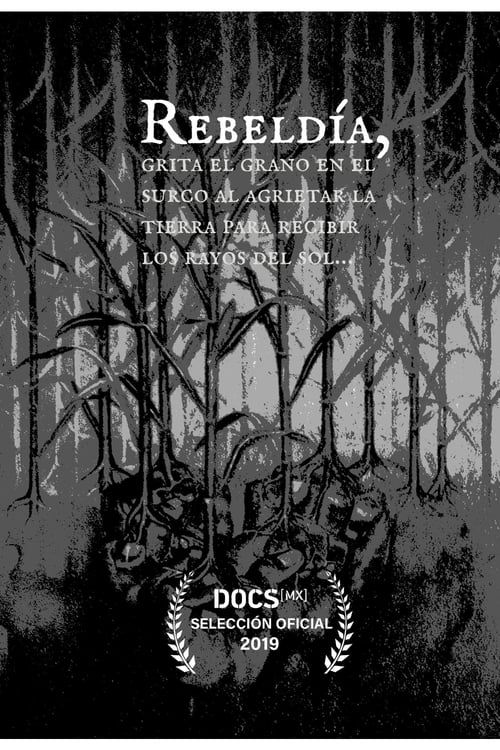 REBELDÍA,
GRITA EL GRANO EN EL
SURCO AL AGRIETAR LA
TIERRA PARA RECIBIR
LOS RAYOS DEL SOL...
DOCS[MX]
SELECCIÓN OFICIAL
2019